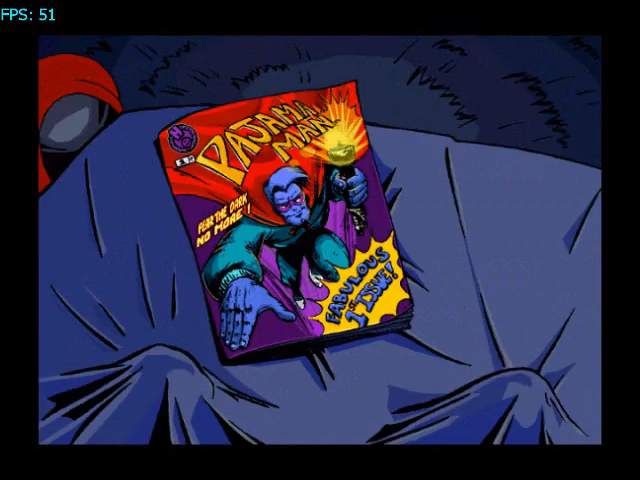 FPS: 51
PAJAMA
MAN
FEAR THE DARK
NO MORE!
FABULOUS
1ST ISSUE!